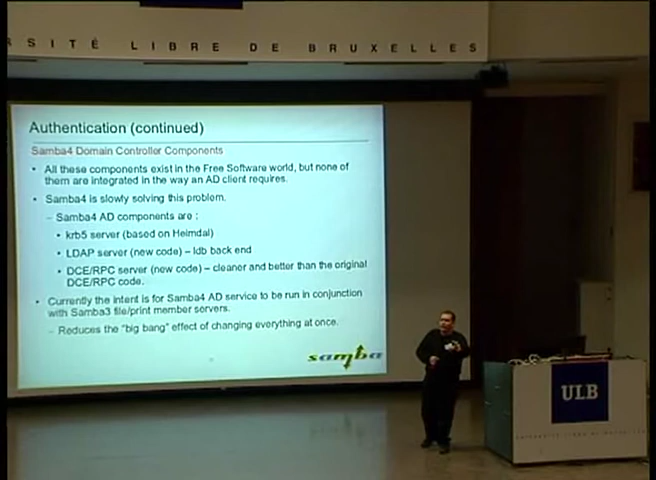 SITÉ LIBRE DE BRUXELLES
Authentication (continued)
Samba4 Domain Controller Components
• All these components exist in the Free Software world, but none of
them are integrated in the way an AD client requires.
• Samba4 is slowly solving this problem.
– Samba4 AD components are :
• krb5 server (based on Heimdal)
• LDAP server (new code) – ldb back end
• DCE/RPC server (new code) – cleaner and better than the original
DCE/RPC code.
• Currently the intent is for Samba4 AD service to be run in conjunction
with Samba3 file/print member servers.
– Reduces the "big bang" effect of changing everything at once.
samba
ULB